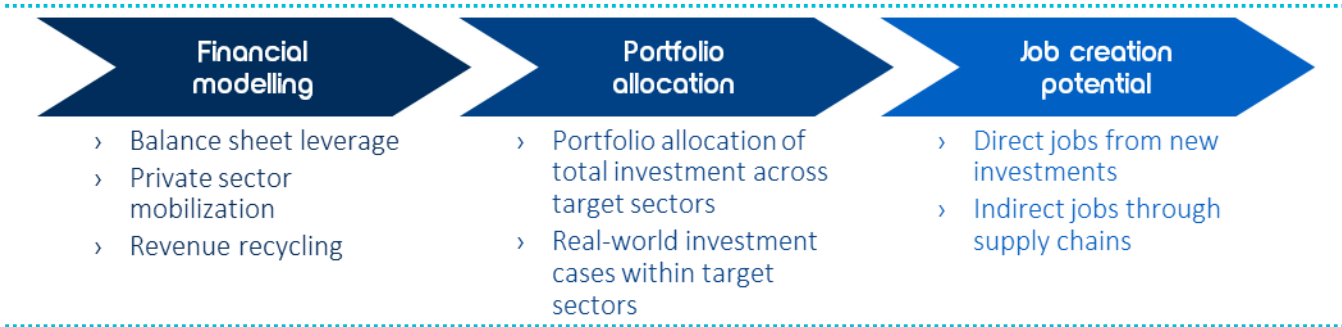 Financial
modelling
› Balance sheet leverage
› Private sector
mobilization
› Revenue recycling
Portfolio
allocation
› Portfolio allocation of
total investment across
target sectors
› Real-world investment
cases within target
sectors
Job creation
potential
› Direct jobs from new
investments
› Indirect jobs through
supply chains